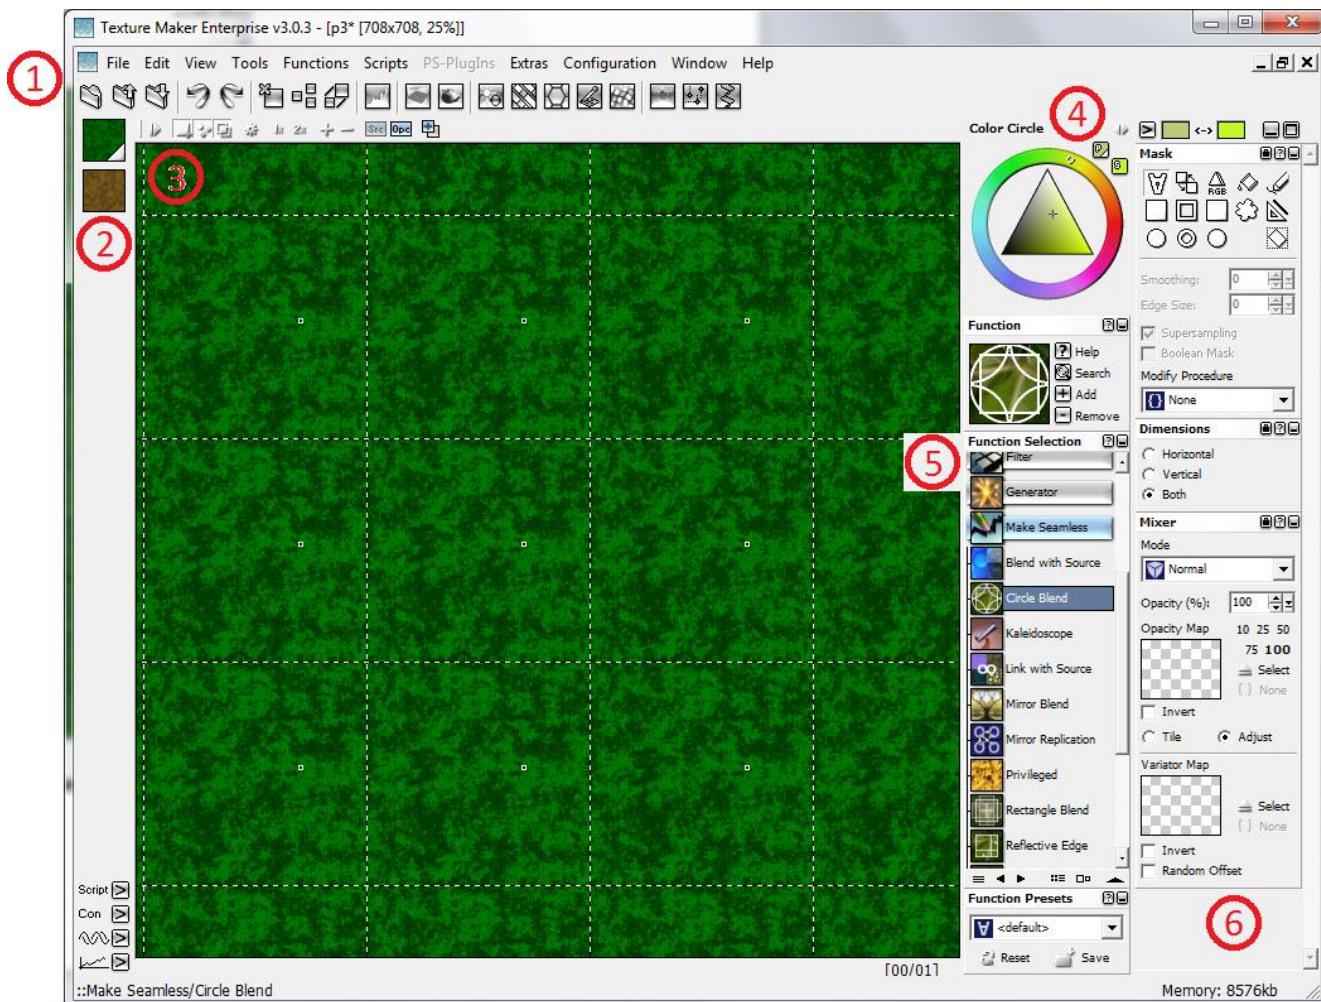 Texture Maker Enterprise v3.0.3 - [p3* [708x708, 25%]]
File Edit View Tools Functions Scripts PS-PlugIns Extras Configuration Window Help
1
1x 2x Src Opc
2
3
Color Circle
4
P
S
<->
Mask
RGB
Smoothing: 0
Edge Size: 0
Supersampling
Boolean Mask
Modify Procedure
None
Function
Help
Search
Add
Remove
5
Function Selection
Filter
Generator
Make Seamless
Blend with Source
Circle Blend
Kaleidoscope
Link with Source
Mirror Blend
Mirror Replication
Privileged
Rectangle Blend
Reflective Edge
Function Presets
<default>
Reset Save
Dimensions
Horizontal
Vertical
Both
Mixer
Mode
Normal
Opacity (%): 100
Opacity Map 10 25 50
75 100
Select
None
Invert
Tile Adjust
Variator Map
Select
None
Invert
Random Offset
6
Script
Con
[00/01]
::Make Seamless/Circle Blend
Memory: 8576kb